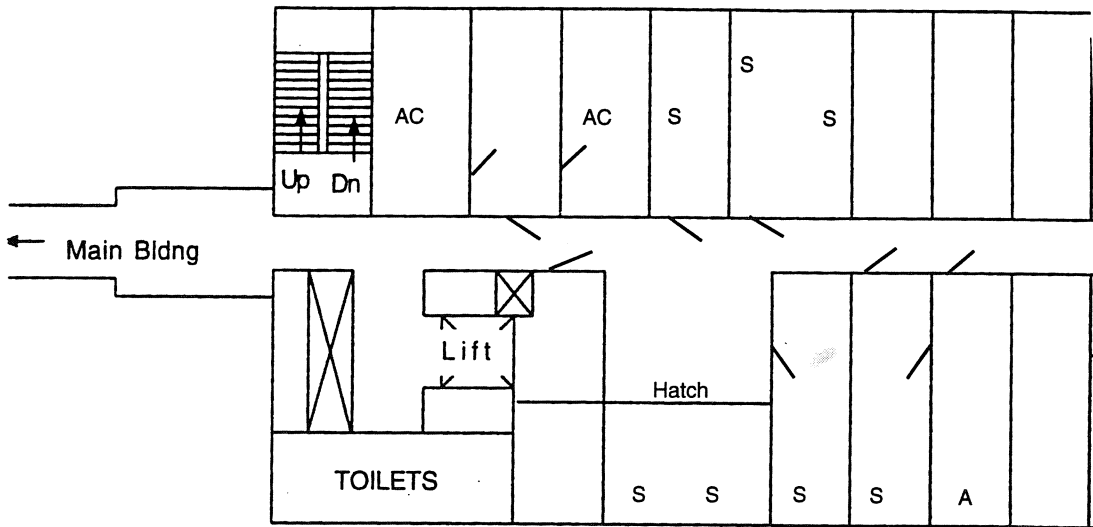 S
AC AC S S
Up Dn
Main Bldng
Lift
Hatch
TOILETS
S S S S A